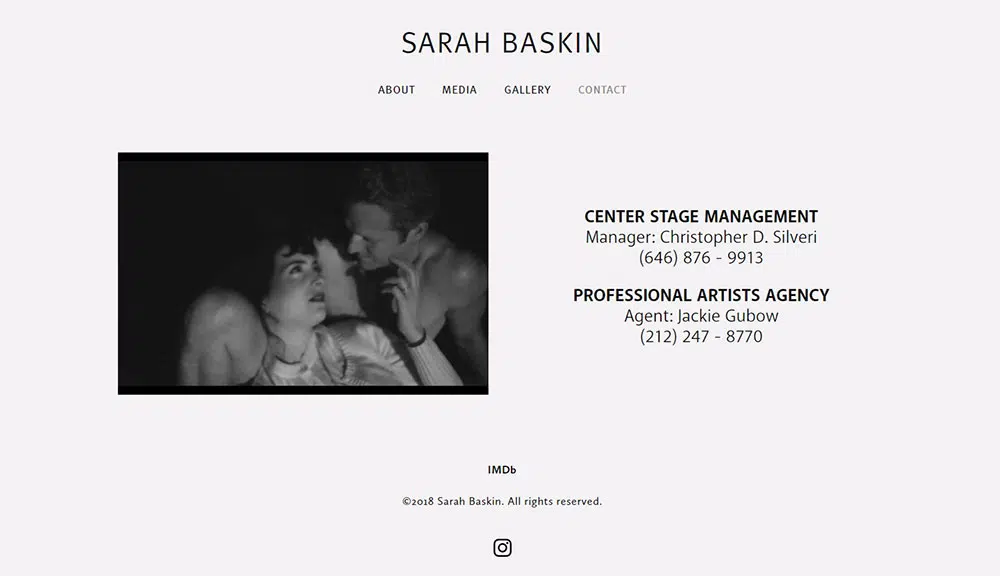 SARAH BASKIN
ABOUT MEDIA GALLERY CONTACT
CENTER STAGE MANAGEMENT
Manager: Christopher D. Silveri
(646) 876 - 9913
PROFESSIONAL ARTISTS AGENCY
Agent: Jackie Gubow
(212) 247 - 8770
IMDb
©2018 Sarah Baskin. All rights reserved.